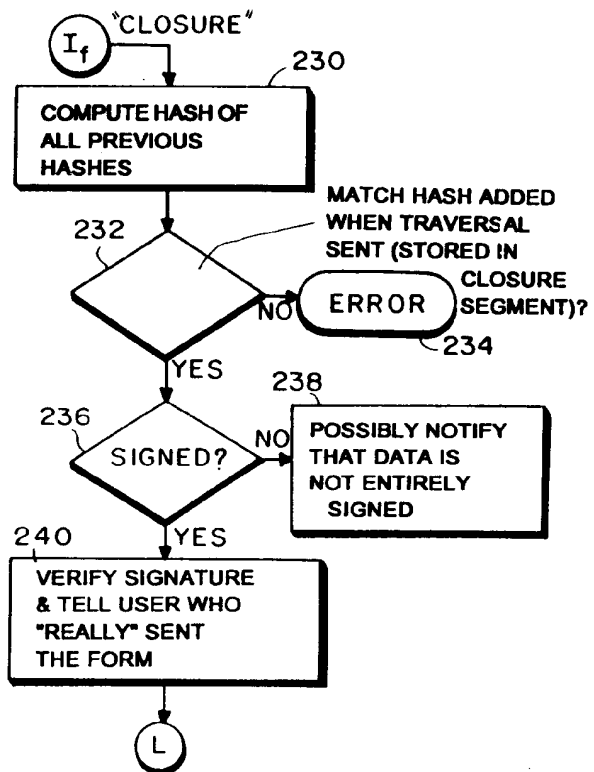 "CLOSURE"
If
230
COMPUTE HASH OF
ALL PREVIOUS
HASHES
232
MATCH HASH ADDED
WHEN TRAVERSAL
SENT (STORED IN
CLOSURE
SEGMENT)?
NO
ERROR
234
YES
236
SIGNED?
NO
238
POSSIBLY NOTIFY
THAT DATA IS
NOT ENTIRELY
SIGNED
YES
240
VERIFY SIGNATURE
& TELL USER WHO
"REALLY" SENT
THE FORM
L